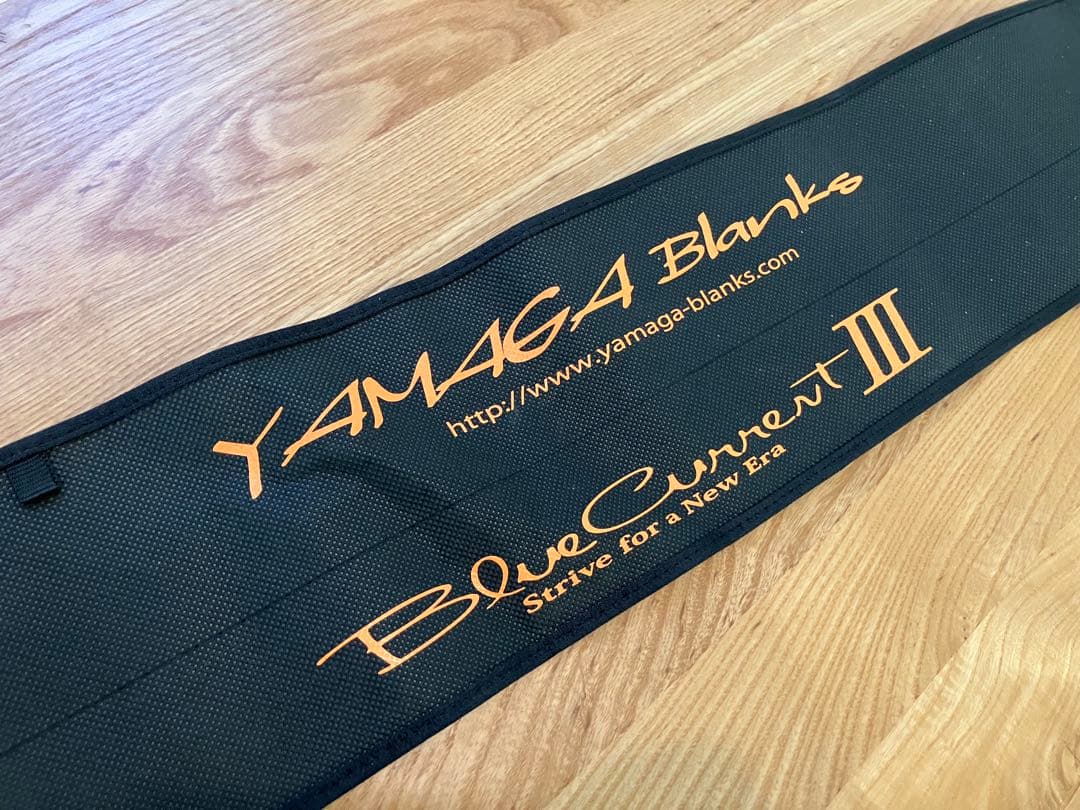 YAMAGA Blanks
http://www.yamaga-blanks.com
BlueCurrent III
Strive for a New Era